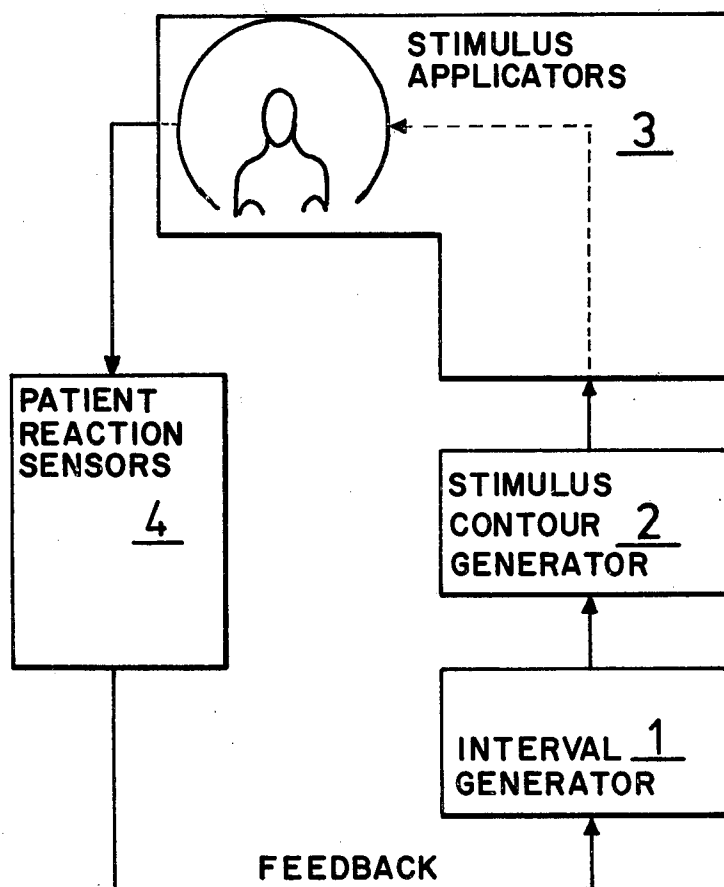 STIMULUS
APPLICATORS
3
PATIENT
REACTION
SENSORS
4
STIMULUS
CONTOUR 2
GENERATOR
INTERVAL 1
GENERATOR
FEEDBACK